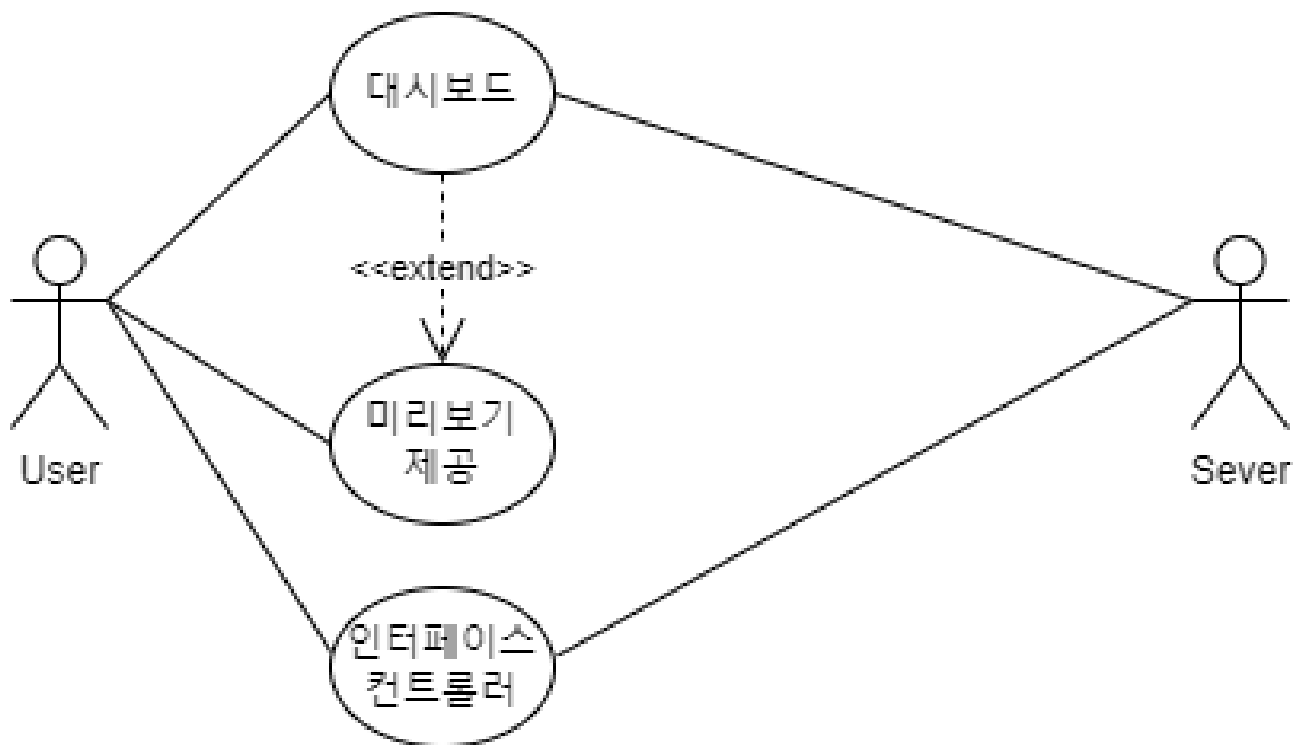 대시보드
<<extend>>
미리보기
제공
User
Sever
인터페이스
컨트롤러